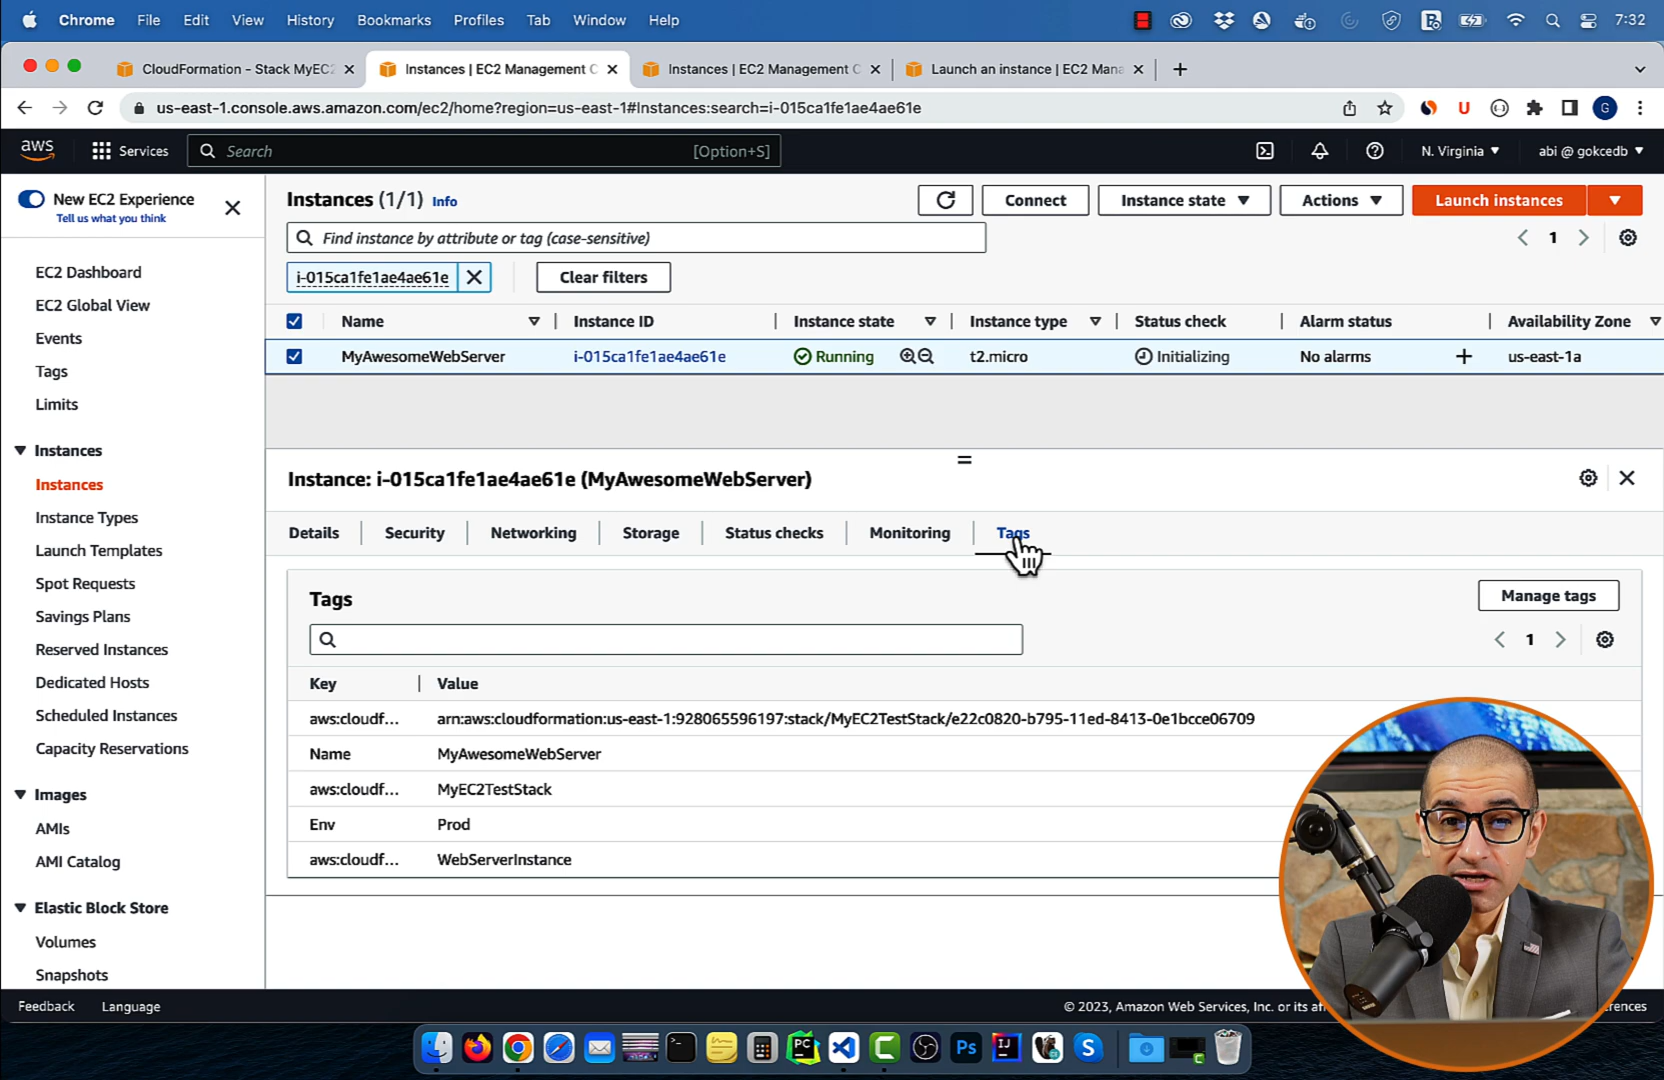 Chrome File Edit View History Bookmarks Profiles Tab Window Help 7:32
CloudFormation - Stack MyEC2 Instances | EC2 Management C Instances | EC2 Management C Launch an instance | EC2 Mana
us-east-1.console.aws.amazon.com/ec2/home?region=us-east-1#Instances:search=i-015ca1fe1ae4ae61e
aws Services Search [Option+S] N. Virginia abi @ gokcedb
New EC2 Experience
Tell us what you think
EC2 Dashboard
EC2 Global View
Events
Tags
Limits
Instances
Instances
Instance Types
Launch Templates
Spot Requests
Savings Plans
Reserved Instances
Dedicated Hosts
Scheduled Instances
Capacity Reservations
Images
AMIs
AMI Catalog
Elastic Block Store
Volumes
Snapshots
Instances (1/1) Info Connect Instance state Actions Launch instances
Find instance by attribute or tag (case-sensitive) 1
i-015ca1fe1ae4ae61e Clear filters
Name Instance ID Instance state Instance type Status check Alarm status Availability Zone
MyAwesomeWebServer i-015ca1fe1ae4ae61e Running t2.micro Initializing No alarms us-east-1a
Instance: i-015ca1fe1ae4ae61e (MyAwesomeWebServer)
Details Security Networking Storage Status checks Monitoring Tags
Tags Manage tags
1
Key Value
aws:cloudf... arn:aws:cloudformation:us-east-1:928065596197:stack/MyEC2TestStack/e22c0820-b795-11ed-8413-0e1bcce06709
Name MyAwesomeWebServer
aws:cloudf... MyEC2TestStack
Env Prod
aws:cloudf... WebServerInstance
Feedback Language © 2023, Amazon Web Services, Inc. or its af erences
PC Ps IJ S